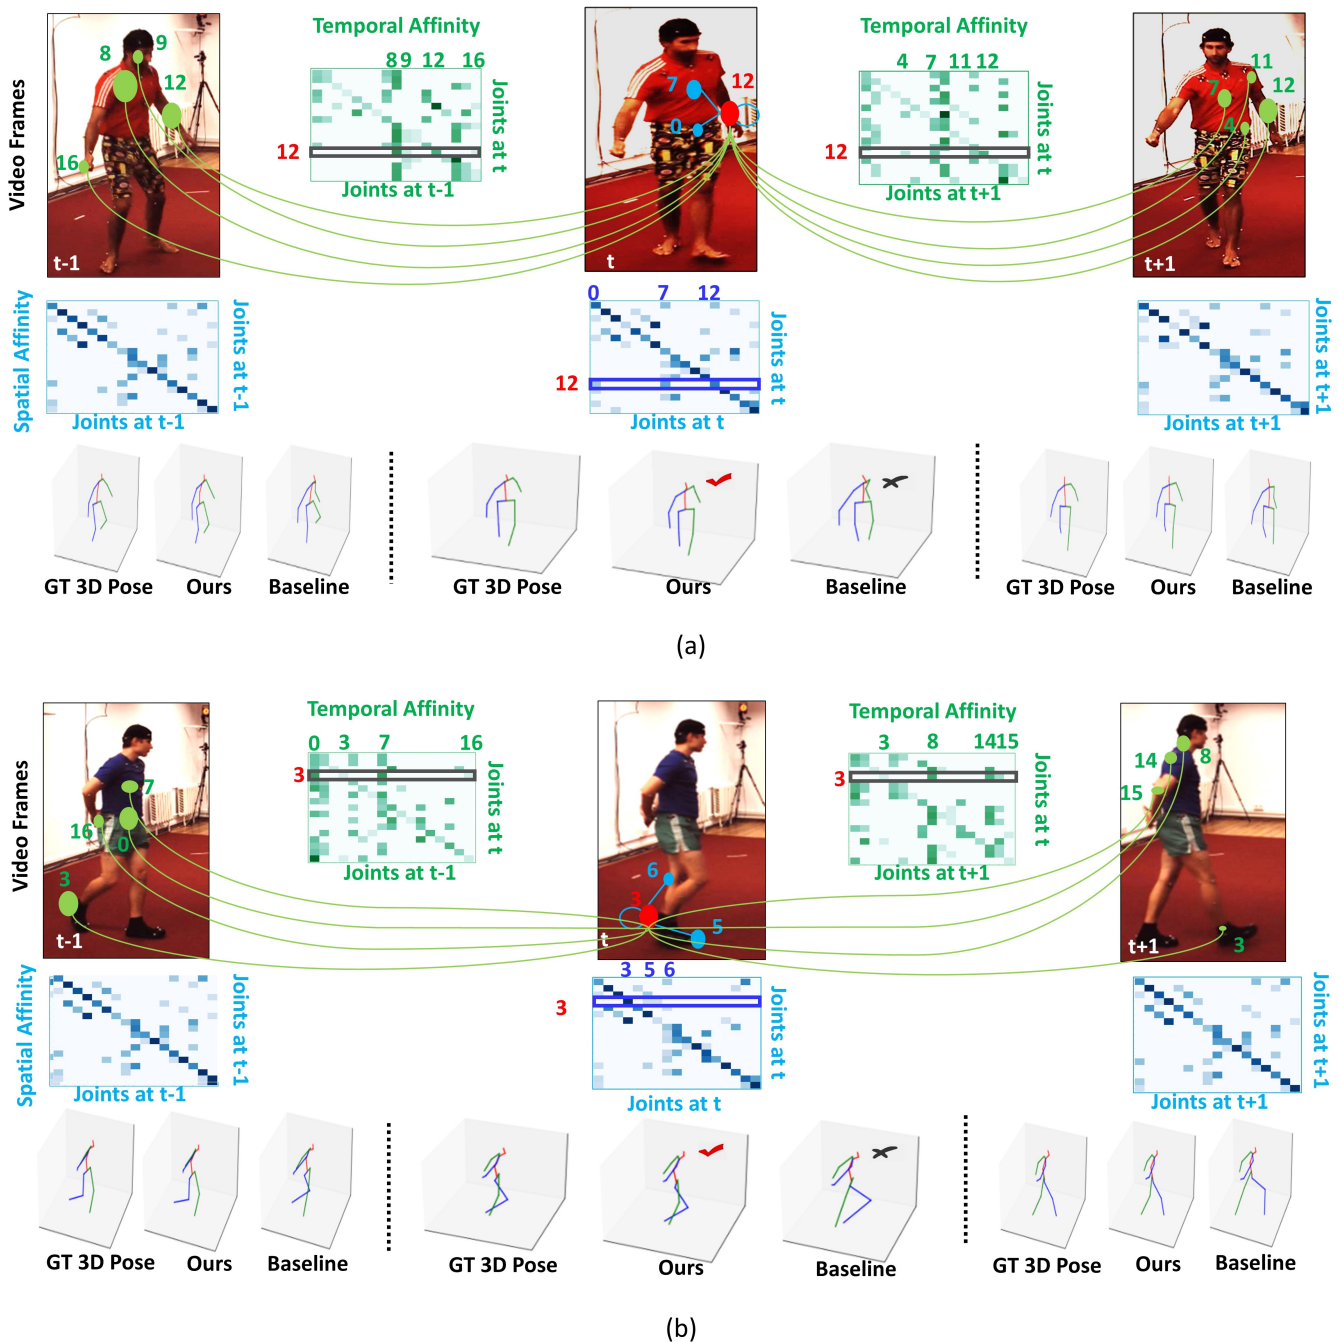 Temporal Affinity
Temporal Affinity
Video Frames
8 9 12 16
8 9 12 16
12
Joints at t-1
Joints at t
t-1
7 12 0
t
4 7 11 12
12
Joints at t+1
Joints at t
11 7 12 4
t+1
Spatial Affinity
Joints at t-1
Joints at t-1
0 7 12
12
Joints at t
Joints at t
Joints at t+1
Joints at t+1
GT 3D Pose Ours Baseline
GT 3D Pose Ours Baseline
GT 3D Pose Ours Baseline
(a)
Temporal Affinity
Temporal Affinity
Video Frames
7 16 0 3
t-1
0 3 7 16
3
Joints at t-1
Joints at t
6 3 5
t
3 8 14 15
3
Joints at t+1
Joints at t
14 8 15 3
t+1
Spatial Affinity
Joints at t-1
Joints at t-1
3 5 6
3
Joints at t
Joints at t
Joints at t+1
Joints at t+1
GT 3D Pose Ours Baseline
GT 3D Pose Ours Baseline
GT 3D Pose Ours Baseline
(b)